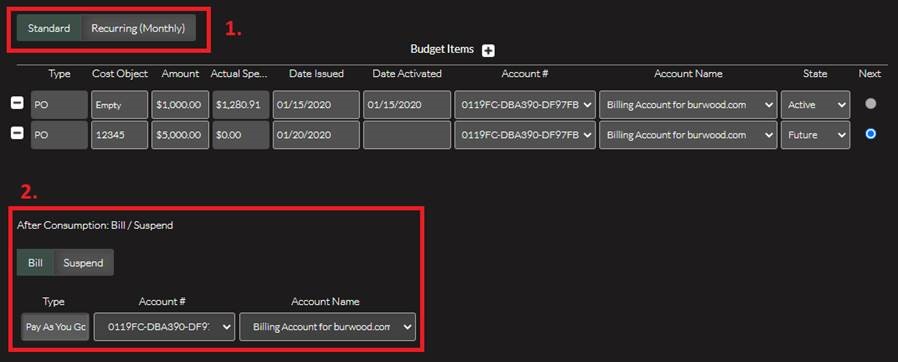 Standard Recurring (Monthly) 1.
Budget Items
Type Cost Object Amount Actual Spe... Date Issued Date Activated Account # Account Name State Next
PO Empty $1,000.00 $1,280.91 01/15/2020 01/15/2020 0119FC-DBA390-DF97FB Billing Account for burwood.com Active
PO 12345 $5,000.00 $0.00 01/20/2020 0119FC-DBA390-DF97FB Billing Account for burwood.com Future
2.
After Consumption: Bill / Suspend
Bill Suspend
Type Account # Account Name
Pay As You Gc 0119FC-DBA390-DF97 Billing Account for burwood.com